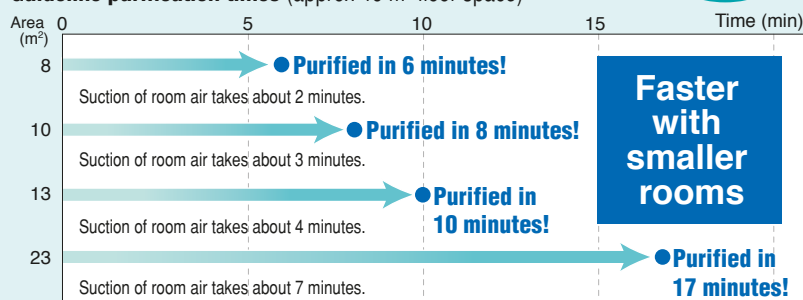 Area
(m²)
0 5 10 15 Time (min)
8 Purified in 6 minutes!
Suction of room air takes about 2 minutes.
10 Purified in 8 minutes!
Suction of room air takes about 3 minutes.
13 Purified in
10 minutes!
Suction of room air takes about 4 minutes.
23 Purified in
17 minutes!
Suction of room air takes about 7 minutes.
Faster
with
smaller
rooms